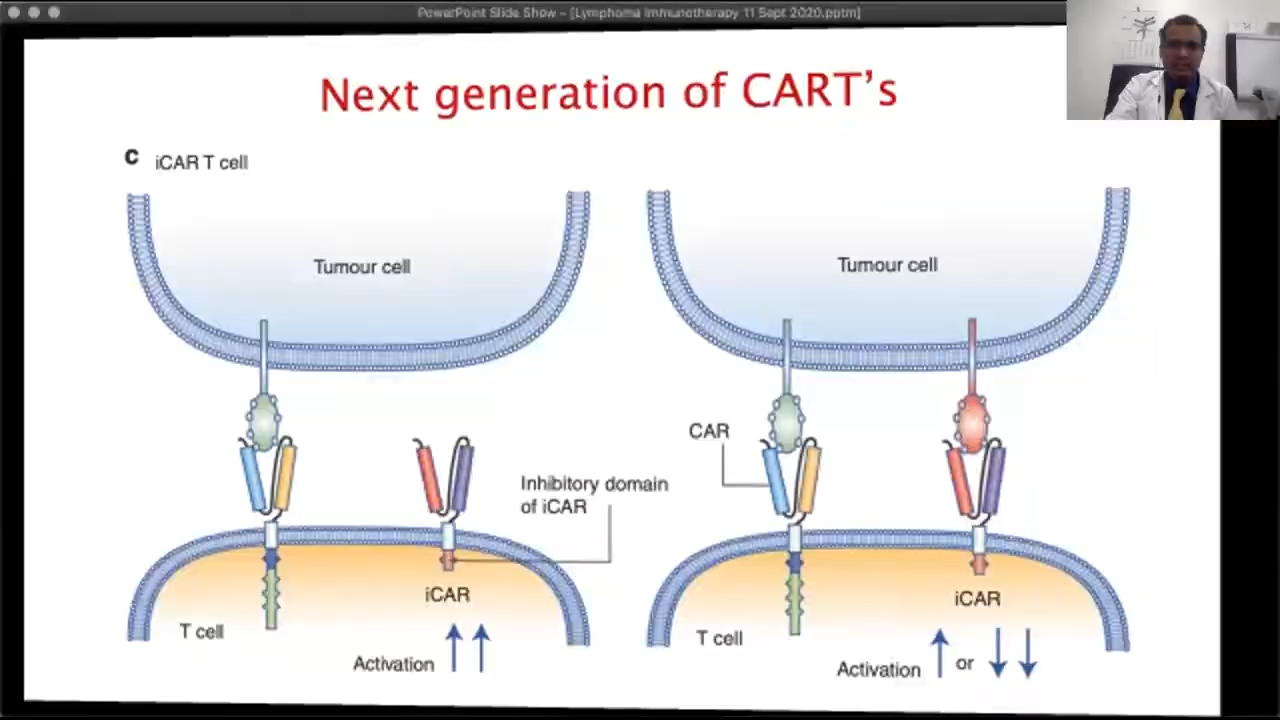 PowerPoint Slide Show - [Lymphoma Immunotherapy 11 Sept 2020.pptm]
Next generation of CART's
c iCAR T cell
Tumour cell
Tumour cell
CAR
Inhibitory domain
of iCAR
iCAR
iCAR
T cell
T cell
Activation
Activation or